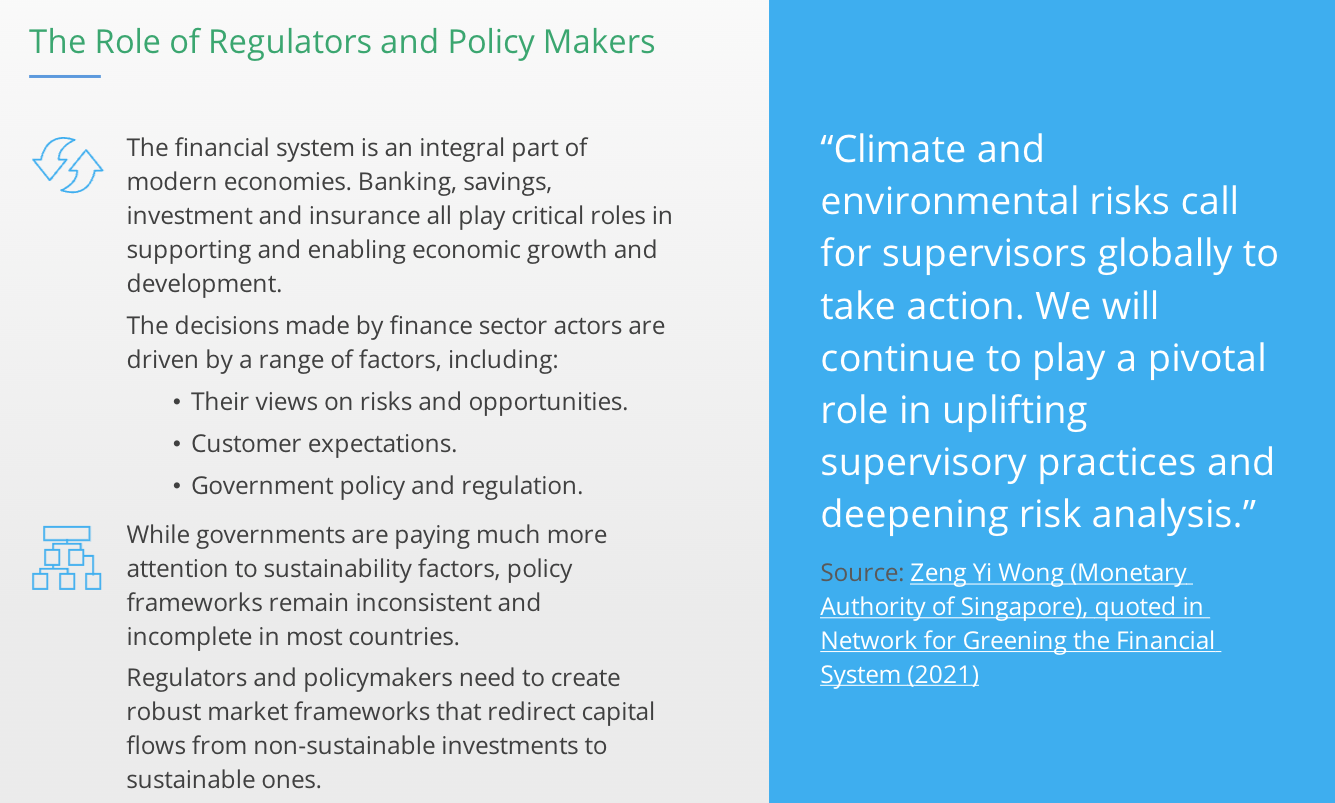 The Role of Regulators and Policy Makers
The financial system is an integral part of
modern economies. Banking, savings,
investment and insurance all play critical roles in
supporting and enabling economic growth and
development.
The decisions made by finance sector actors are
driven by a range of factors, including:
• Their views on risks and opportunities.
• Customer expectations.
• Government policy and regulation.
While governments are paying much more
attention to sustainability factors, policy
frameworks remain inconsistent and
incomplete in most countries.
Regulators and policymakers need to create
robust market frameworks that redirect capital
flows from non-sustainable investments to
sustainable ones.
“Climate and
environmental risks call
for supervisors globally to
take action. We will
continue to play a pivotal
role in uplifting
supervisory practices and
deepening risk analysis.”
Source: Zeng Yi Wong (Monetary
Authority of Singapore), quoted in
Network for Greening the Financial
System (2021)